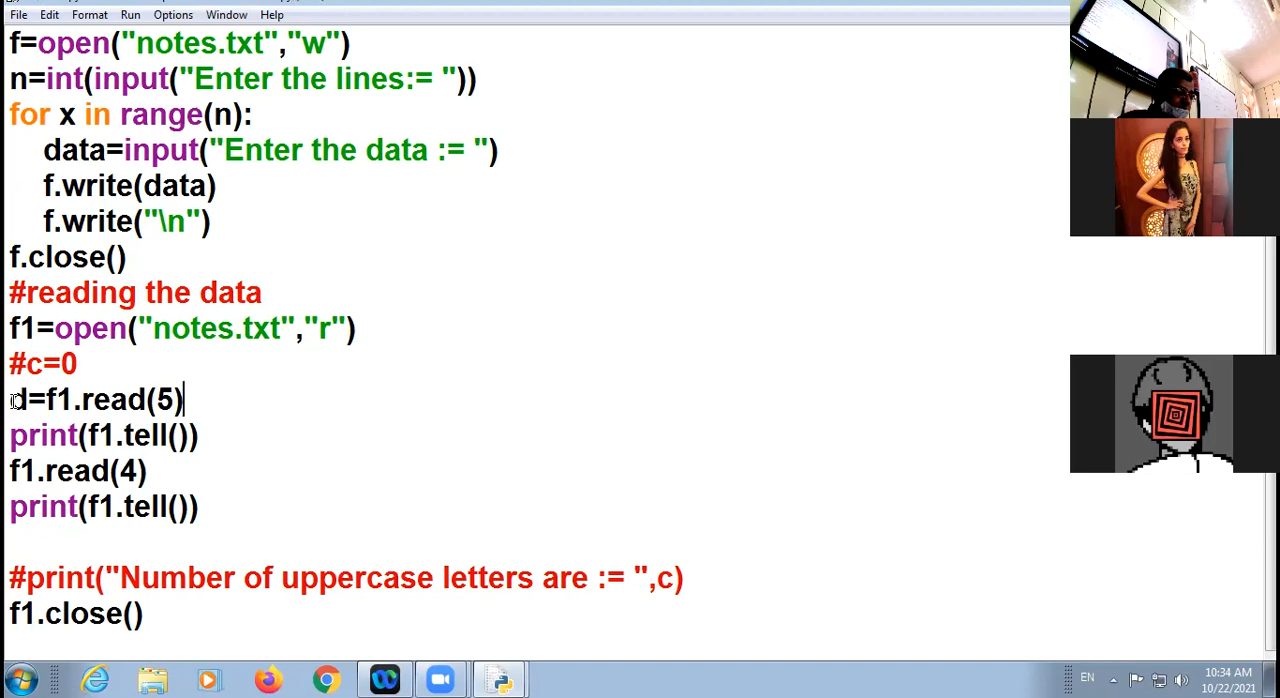 File Edit Format Run Options Window Help
f=open("notes.txt","w")
n=int(input("Enter the lines:= "))
for x in range(n):
data=input("Enter the data := ")
f.write(data)
f.write("\n")
f.close()
#reading the data
f1=open("notes.txt","r")
#c=0
d=f1.read(5)
print(f1.tell())
f1.read(4)
print(f1.tell())
#print("Number of uppercase letters are := ",c)
f1.close()
EN
10:34 AM
10/22/2021